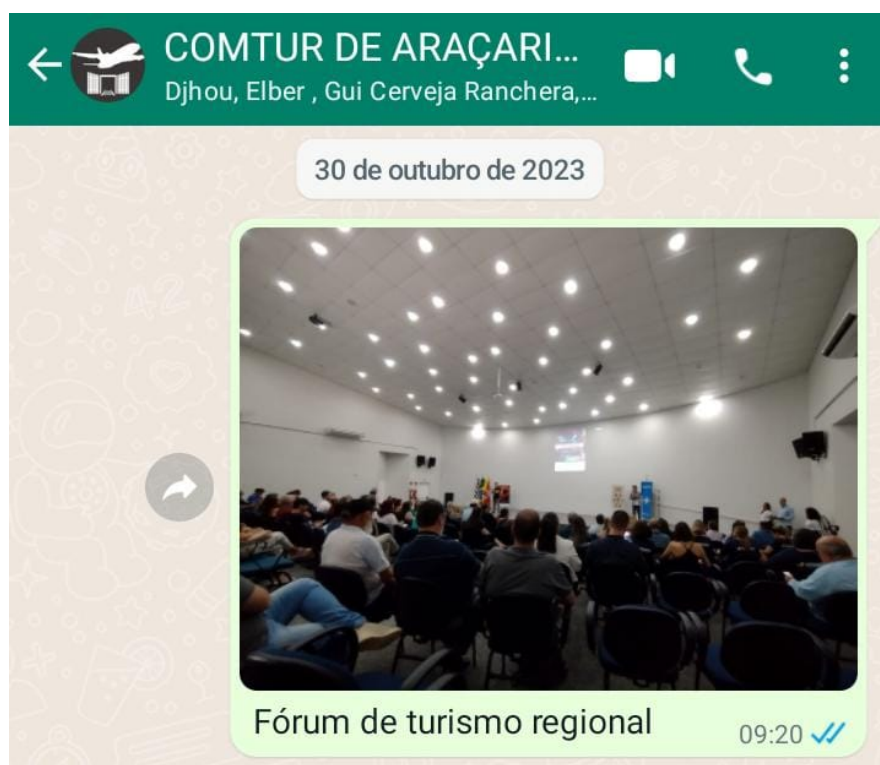 COMTUR DE ARAÇARI...
Djhou, Elber , Gui Cerveja Ranchera,...
30 de outubro de 2023
Fórum de turismo regional
09:20